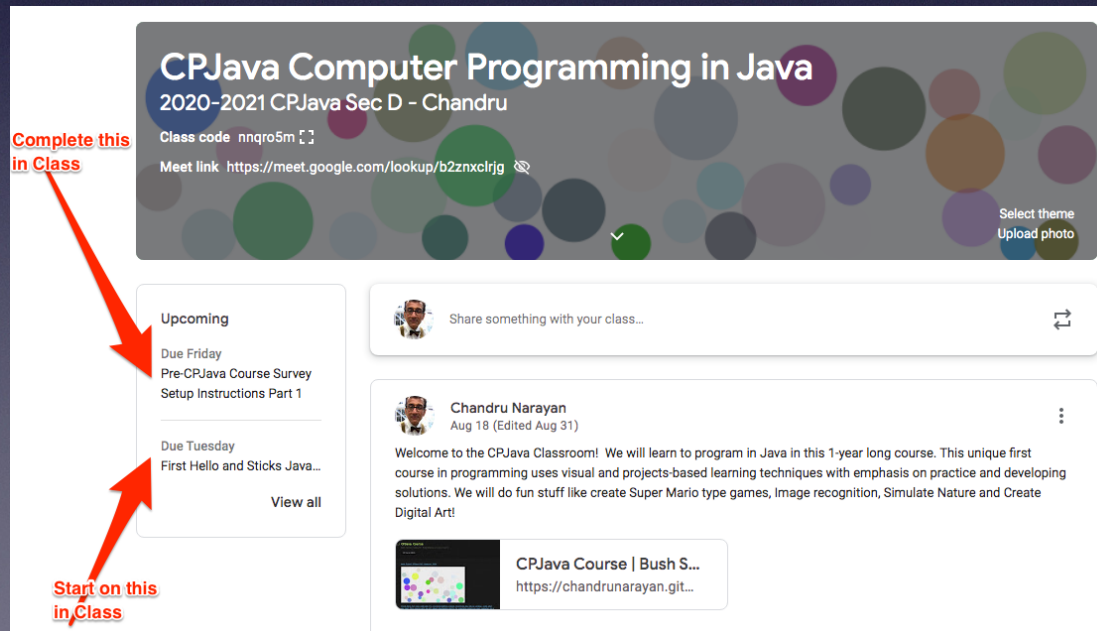 CPJava Computer Programming in Java
2020-2021 CPJava Sec D - Chandru
Class code nnqro5m
Meet link https://meet.google.com/lookup/b2znxclrjg
Select theme
Upload photo
Complete this
in Class
Upcoming
Due Friday
Pre-CPJava Course Survey
Setup Instructions Part 1
Due Tuesday
First Hello and Sticks Java...
View all
Start on this
in Class
Share something with your class...
Chandru Narayan
Aug 18 (Edited Aug 31)
Welcome to the CPJava Classroom! We will learn to program in Java in this 1-year long course. This unique first
course in programming uses visual and projects-based learning techniques with emphasis on practice and developing
solutions. We will do fun stuff like create Super Mario type games, Image recognition, Simulate Nature and Create
Digital Art!
CPJava Course | Bush S...
https://chandrunarayan.git...